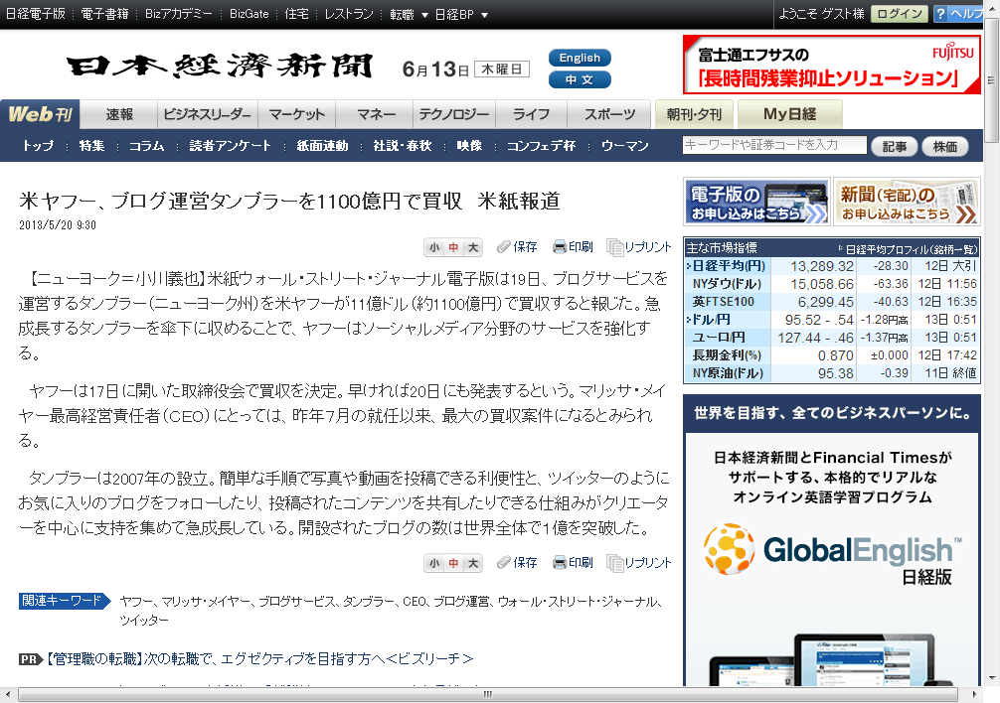 日経電子版 電子書籍 Bizアカデミー BizGate 住宅 レストラン 転職 ▼ 日経BP ▼ ようこそ ゲスト様 ログイン ? ヘルプ
日本経済新聞 6月13日 木曜日 English 中文
富士通エフサスの FUJITSU
「長時間残業抑止ソリューション」
Web刊 速報 ビジネスリーダー マーケット マネー テクノロジー ライフ スポーツ 朝刊・夕刊 My日経
トップ 特集 コラム 読者アンケート 紙面連動 社説・春秋 映像 コンフェデ杯 ウーマン キーワードや証券コードを入力 記事 株価
米ヤフー、ブログ運営タンブラーを1100億円で買収 米紙報道
2013/5/20 9:30
小 中 大 保存 印刷 リプリント
【ニューヨーク=小川義也】米紙ウォール・ストリート・ジャーナル電子版は19日、ブログサービスを
運営するタンブラー(ニューヨーク州)を米ヤフーが11億ドル(約1100億円)で買収すると報じた。急
成長するタンブラーを傘下に収めることで、ヤフーはソーシャルメディア分野のサービスを強化す
る。
ヤフーは17日に開いた取締役会で買収を決定。早ければ20日にも発表するという。マリッサ・メイ
ヤー最高経営責任者(CEO)にとっては、昨年7月の就任以来、最大の買収案件になるとみられ
る。
タンブラーは2007年の設立。簡単な手順で写真や動画を投稿できる利便性と、ツイッターのように
お気に入りのブログをフォローしたり、投稿されたコンテンツを共有したりできる仕組みがクリエータ
ーを中心に支持を集めて急成長している。開設されたブログの数は世界全体で1億を突破した。
小 中 大 保存 印刷 リプリント
関連キーワード ヤフー、マリッサ・メイヤー、ブログサービス、タンブラー、CEO、ブログ運営、ウォール・ストリート・ジャーナル、
ツイッター
PR 【管理職の転職】次の転職で、エグゼクティブを目指す方へ<ビズリーチ>
電子版の
お申し込みはこちら
新聞(宅配)の
お申し込みはこちら
主な市場指標 日経平均プロフィル(銘柄一覧)
日経平均(円) 13,289.32 -28.30 12日 大引
NYダウ(ドル) 15,058.66 -63.36 12日 11:56
英FTSE100 6,299.45 -40.63 12日 16:35
ドル/円 95.52 - .54 -1.28円高 13日 0:51
ユーロ/円 127.44 - .46 -1.37円高 13日 0:51
長期金利(%) 0.870 ±0.000 12日 17:42
NY原油(ドル) 95.38 -0.39 11日 終値
世界を目指す、全てのビジネスパーソンに。
日本経済新聞とFinancial Timesが
サポートする、本格的でリアルな
オンライン英語学習プログラム
GlobalEnglish™
日経版